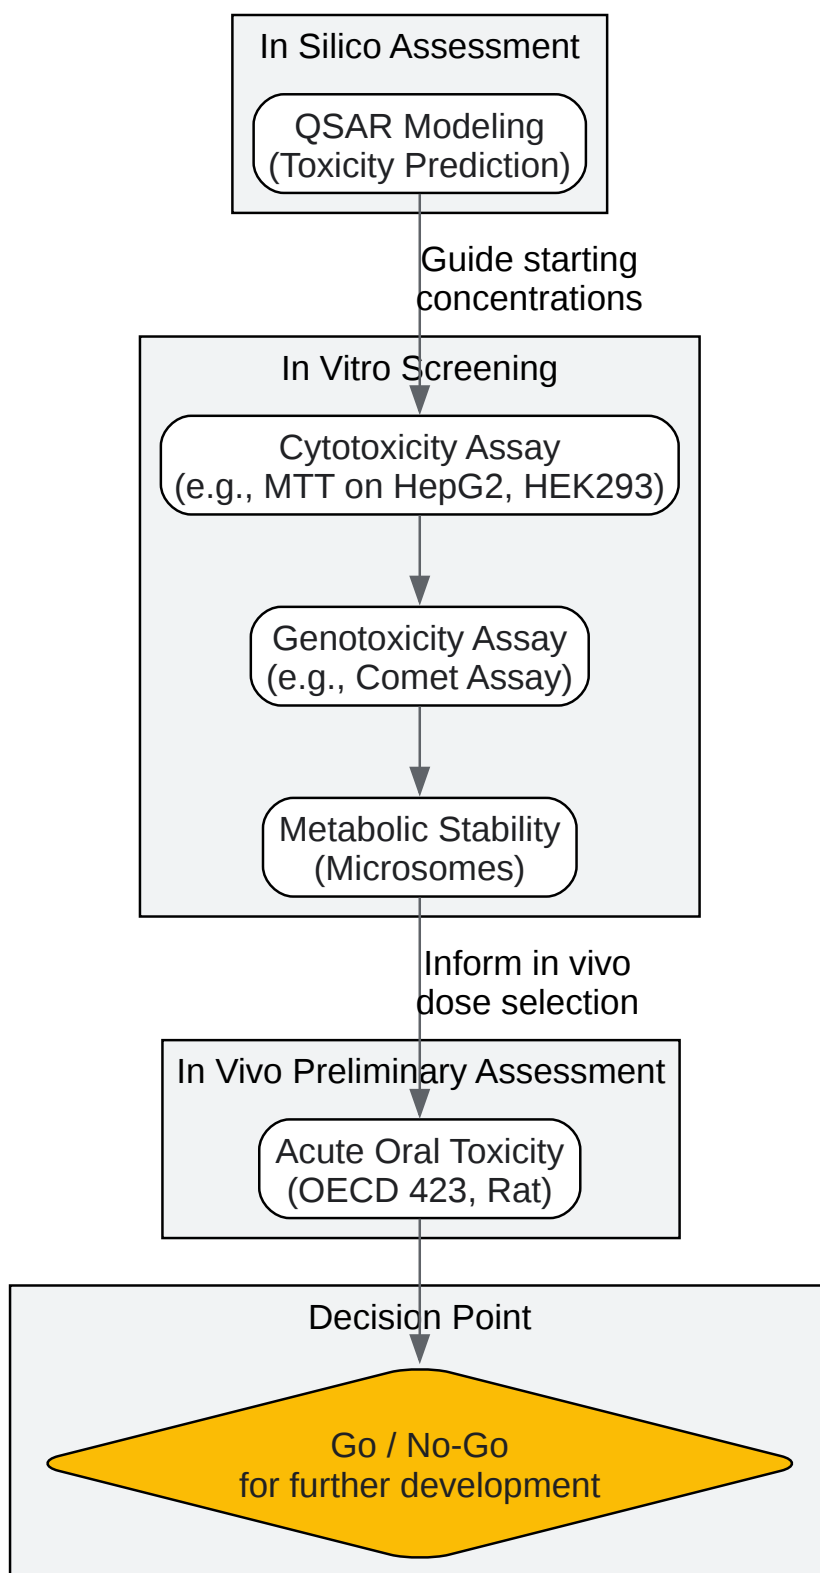 In Silico Assessment
QSAR Modeling
(Toxicity Prediction)
Guide starting
concentrations
In Vitro Screening
Cytotoxicity Assay
(e.g., MTT on HepG2, HEK293)
Genotoxicity Assay
(e.g., Comet Assay)
Metabolic Stability
(Microsomes)
Inform in vivo
dose selection
In Vivo Preliminary Assessment
Acute Oral Toxicity
(OECD 423, Rat)
Decision Point
Go / No-Go
for further development